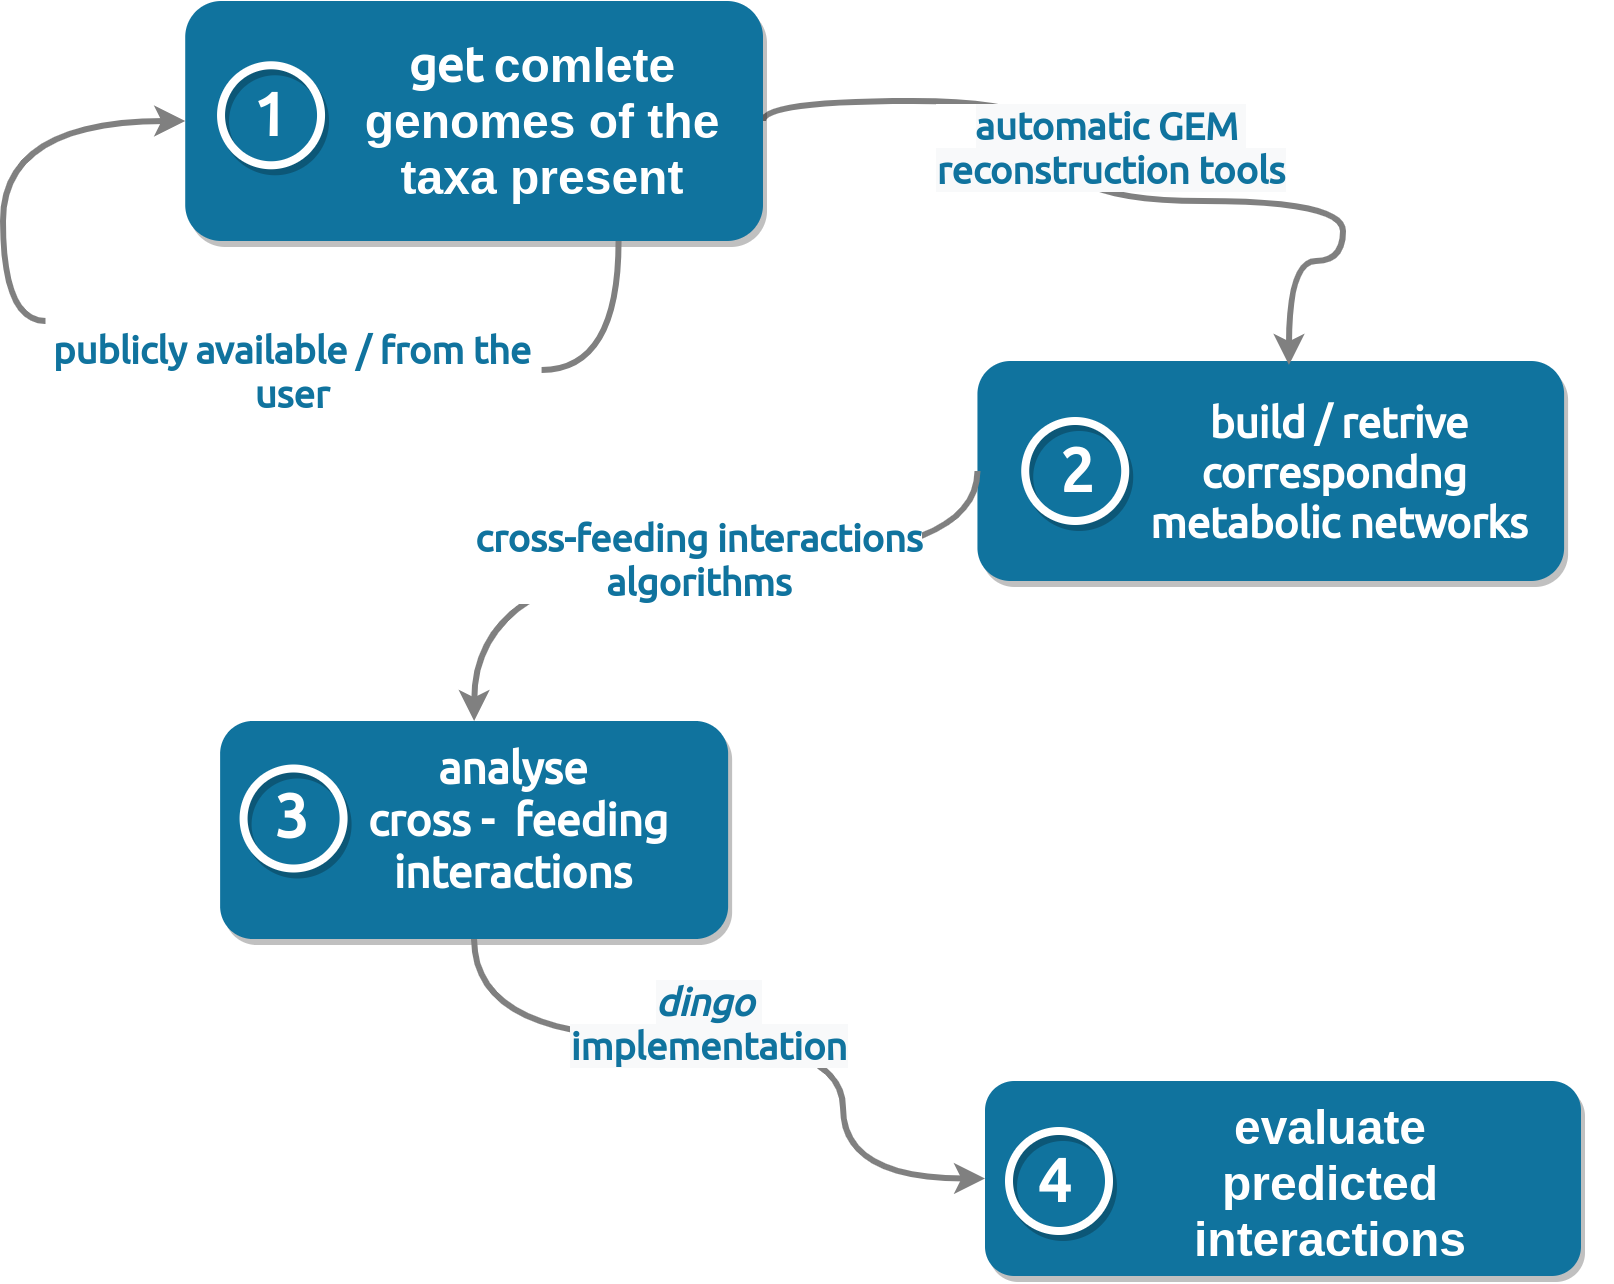 1
get comlete
genomes of the
taxa present
automatic GEM
reconstruction tools
publicly available / from the
user
2
build / retrive
correspondng
metabolic networks
cross-feeding interactions
algorithms
3
analyse
cross -  feeding
interactions
dingo
implementation
4
evaluate
predicted
interactions